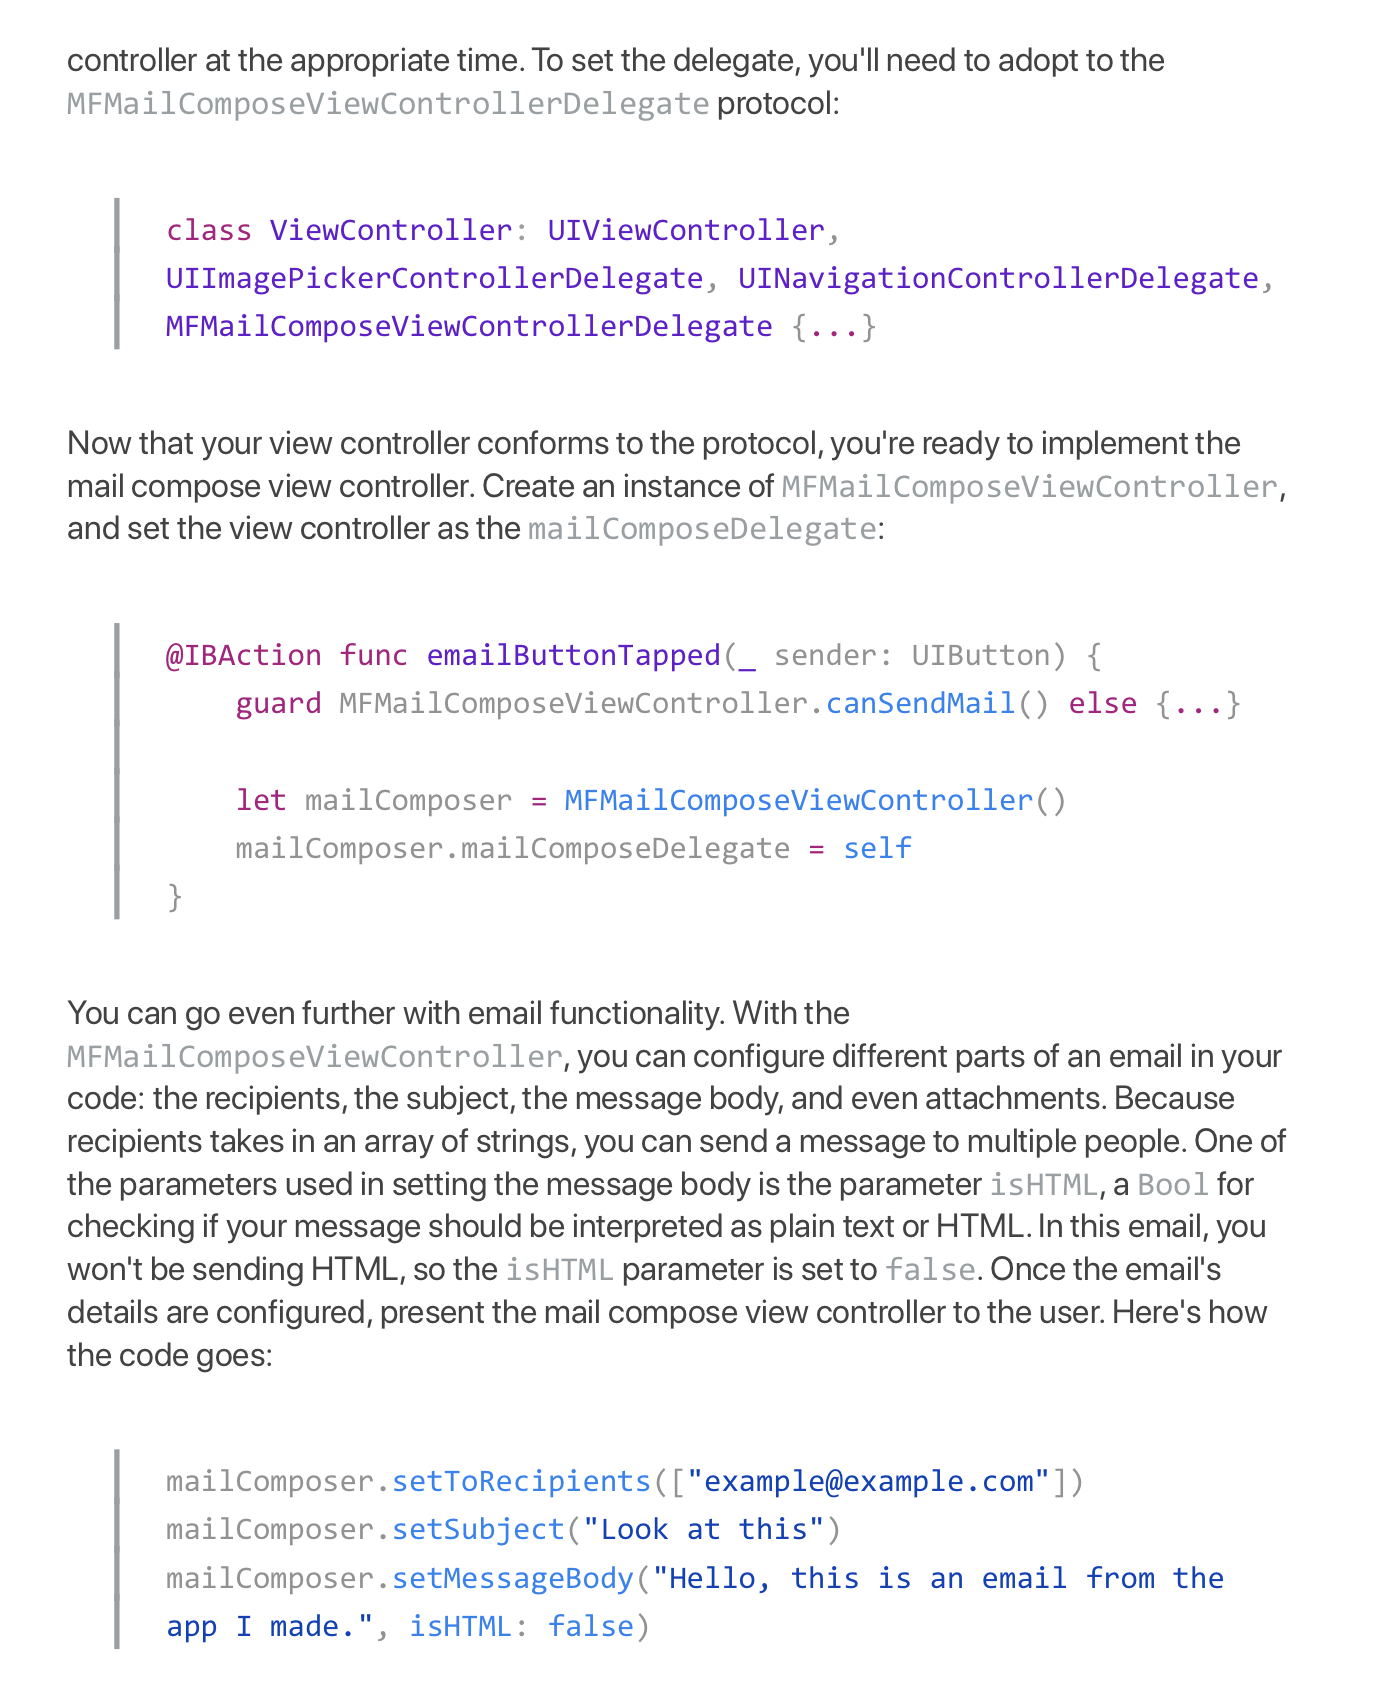 controller at the appropriate time. To set the delegate, you'll need to adopt to the
MFMailComposeViewControllerDelegate protocol:
class ViewController: UIViewController,
UIImagePickerControllerDelegate, UINavigationControllerDelegate,
MFMailComposeViewControllerDelegate {...}
Now that your view controller conforms to the protocol, you're ready to implement the
mail compose view controller. Create an instance of MFMailComposeViewController,
and set the view controller as the mailComposeDelegate:
@IBAction func emailButtonTapped(_ sender: UIButton) {
    guard MFMailComposeViewController.canSendMail() else {...}
    let mailComposer = MFMailComposeViewController()
    mailComposer.mailComposeDelegate = self
}
You can go even further with email functionality. With the
MFMailComposeViewController, you can configure different parts of an email in your
code: the recipients, the subject, the message body, and even attachments. Because
recipients takes in an array of strings, you can send a message to multiple people. One of
the parameters used in setting the message body is the parameter isHTML, a Bool for
checking if your message should be interpreted as plain text or HTML. In this email, you
won't be sending HTML, so the isHTML parameter is set to false. Once the email's
details are configured, present the mail compose view controller to the user. Here's how
the code goes:
mailComposer.setToRecipients(["example@example.com"])
mailComposer.setSubject("Look at this")
mailComposer.setMessageBody("Hello, this is an email from the
app I made.", isHTML: false)